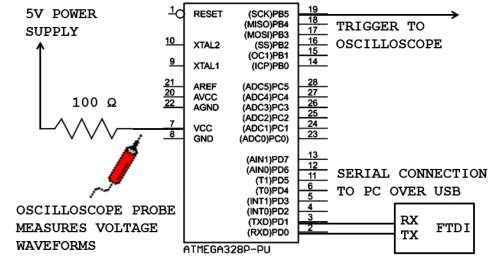 5V POWER
SUPPLY
100 Ω
OSCILLOSCOPE PROBE
MEASURES VOLTAGE
WAVEFORMS
1 RESET
10 XTAL2
9 XTAL1
21 AREF
20 AVCC
22 AGND
7 VCC
8 GND
(SCK)PB5 19
(MISO)PB4 18
(MOSI)PB3 17
(SS)PB2 16
(OC1)PB1 15
(ICP)PB0 14
(ADC5)PC5 28
(ADC4)PC4 27
(ADC3)PC3 26
(ADC2)PC2 25
(ADC1)PC1 24
(ADC0)PC0 23
(AIN1)PD7 13
(AIN0)PD6 12
(T1)PD5 11
(T0)PD4 6
(INT1)PD3 5
(INT0)PD2 4
(TXD)PD1 3
(RXD)PD0 2
ATMEGA328P-PU
TRIGGER TO
OSCILLOSCOPE
SERIAL CONNECTION
TO PC OVER USB
RX
TX
FTDI